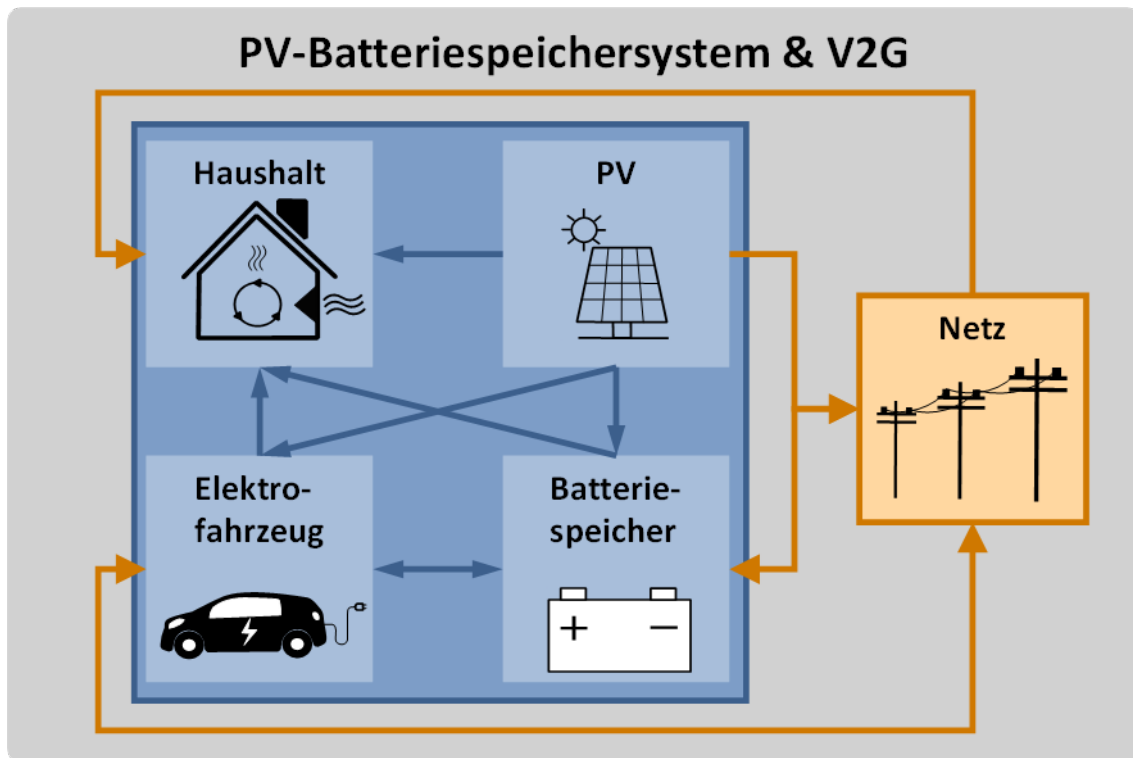 PV-Batteriespeichersystem & V2G
Haushalt
PV
Netz
Elektro-
fahrzeug
Batterie-
speicher
+
−